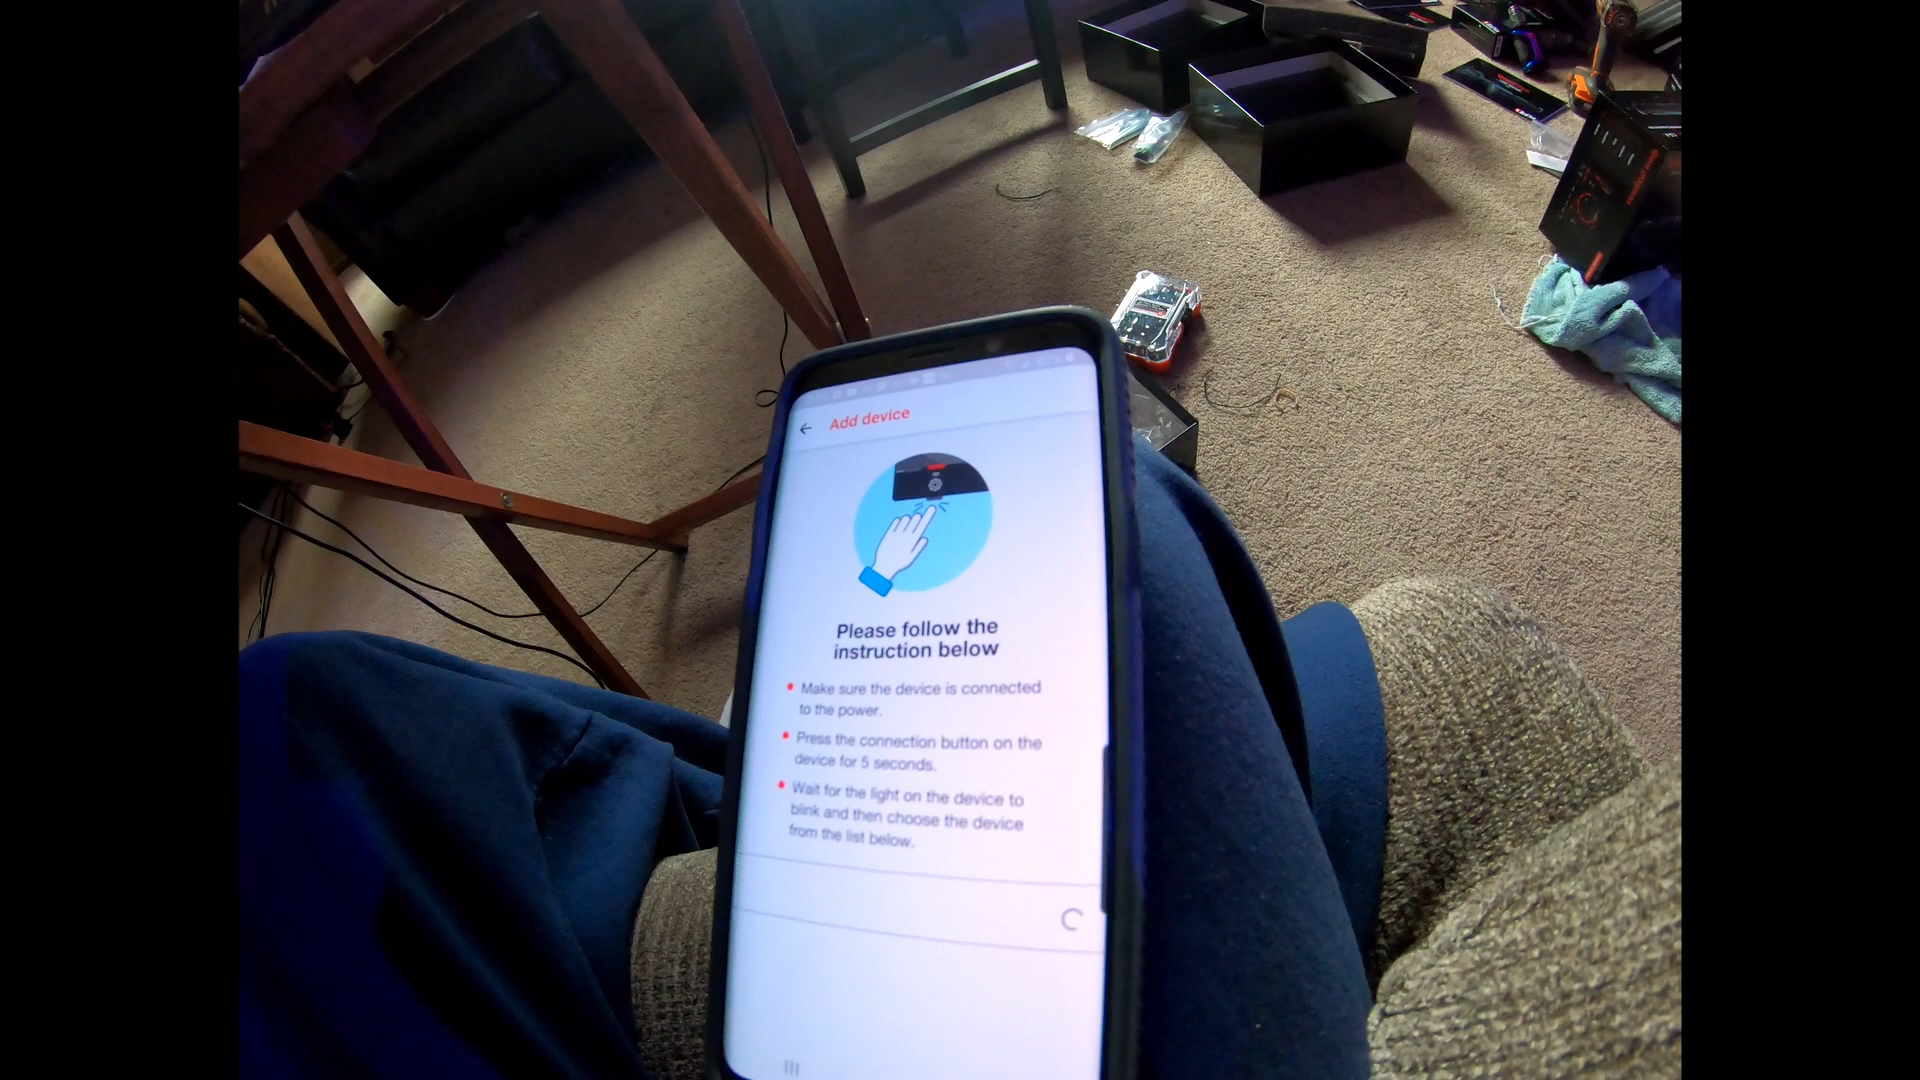 Add device
Please follow the
instruction below
Make sure the device is connected
to the power.
Press the connection button on the
device for 5 seconds.
Wait for the light on the device to
blink and then choose the device
from the list below.